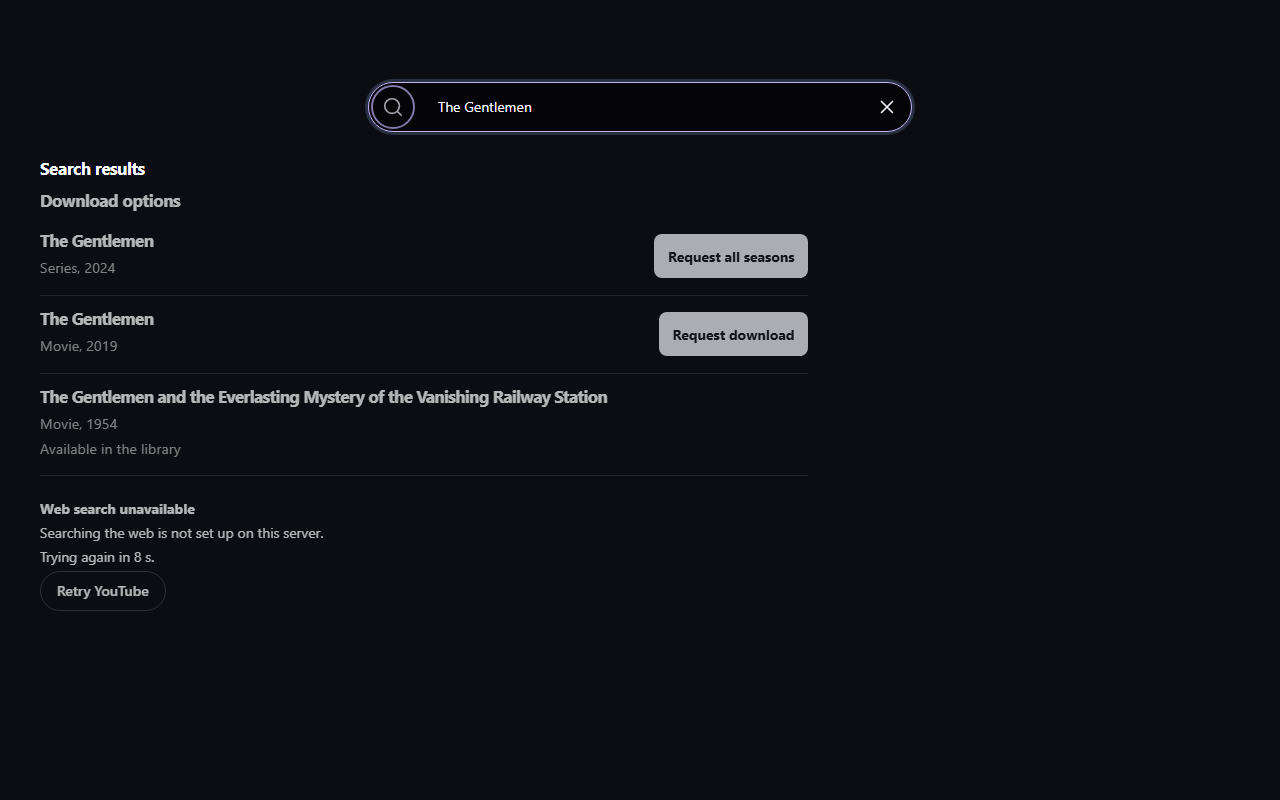 The Gentlemen
Search results
Download options
The Gentlemen
Series, 2024
Request all seasons
The Gentlemen
Movie, 2019
Request download
The Gentlemen and the Everlasting Mystery of the Vanishing Railway Station
Movie, 1954
Available in the library
Web search unavailable
Searching the web is not set up on this server.
Trying again in 8 s.
Retry YouTube